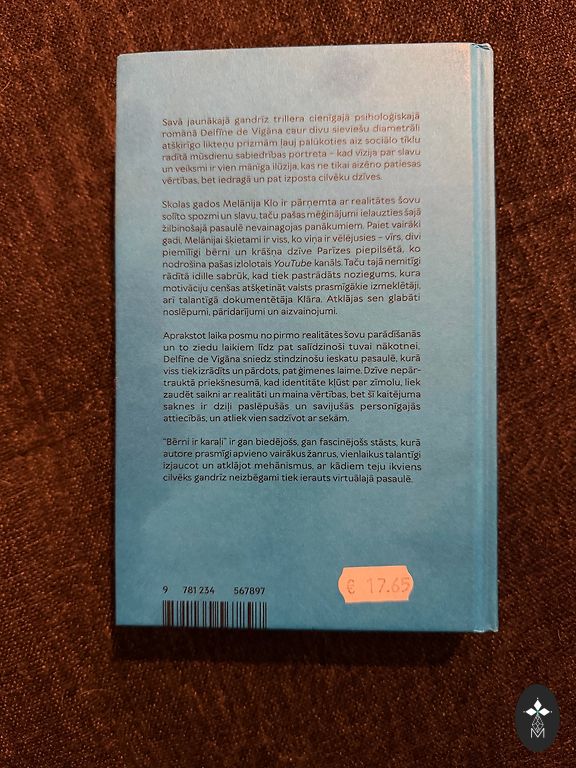 Savā jaunākajā gandrīz trillera cienīgajā psiholoģiskajā
romānā Delfīne de Vigāna caur divu sieviešu diametrāli
atšķirīgo likteņu prizmām ļauj palūkoties aiz sociālo tīklu
radītā mūsdienu sabiedrības portreta – kad vīzija par slavu
un veiksmi ir vien mānīga ilūzija, kas ne tikai aizēno patiesas
vērtības, bet iedragā un pat izposta cilvēku dzīves.
Skolas gados Melānija Klo ir pārņemta ar realitātes šovu
solīto spozmi un slavu, taču pašas mēģinājumi ielauzties šajā
žilbinošajā pasaulē nevainagojas panākumiem. Paiet vairāki
gadi, Melānijai šķietami ir viss, ko viņa ir vēlējusies – vīrs, divi
piemīlīgi bērni un krāšņa dzīve Parīzes piepilsētā, ko
nodrošina pašas izlolotais YouTube kanāls. Taču tajā nemitīgi
rādītā idille sabrūk, kad tiek pastrādāts noziegums, kura
motivāciju cenšas atšķetināt valsts prasmīgākie izmeklētāji,
arī talantīgā dokumentētāja Klāra. Atklājas sen glabāti
noslēpumi, pāridarījumi un aizvainojumi.
Aprakstot laika posmu no pirmo realitātes šovu parādīšanās
un to ziedu laikiem līdz pat salīdzinoši tuvai nākotnei,
Delfīne de Vigāna sniedz stindzinošu ieskatu pasaulē, kurā
viss tiek izrādīts un pārdots, pat ģimenes laime. Dzīve nepār-
trauktā priekšnesumā, kad identitāte kļūst par zīmolu, liek
zaudēt saikni ar realitāti un maina vērtības, bet šī kaitējuma
saknes ir dziļi paslēpušās un savijušās personīgajās
attiecībās, un atliek vien sadzīvot ar sekām.
"Bērni ir karaļi" ir gan biedējošs, gan fascinējošs stāsts, kurā
autore prasmīgi apvieno vairākus žanrus, vienlaikus talantīgi
izjaucot un atklājot mehānismus, ar kādiem teju ikviens
cilvēks gandrīz neizbēgami tiek ierauts virtuālajā pasaulē.
9 781234 567897
€ 17.65
M